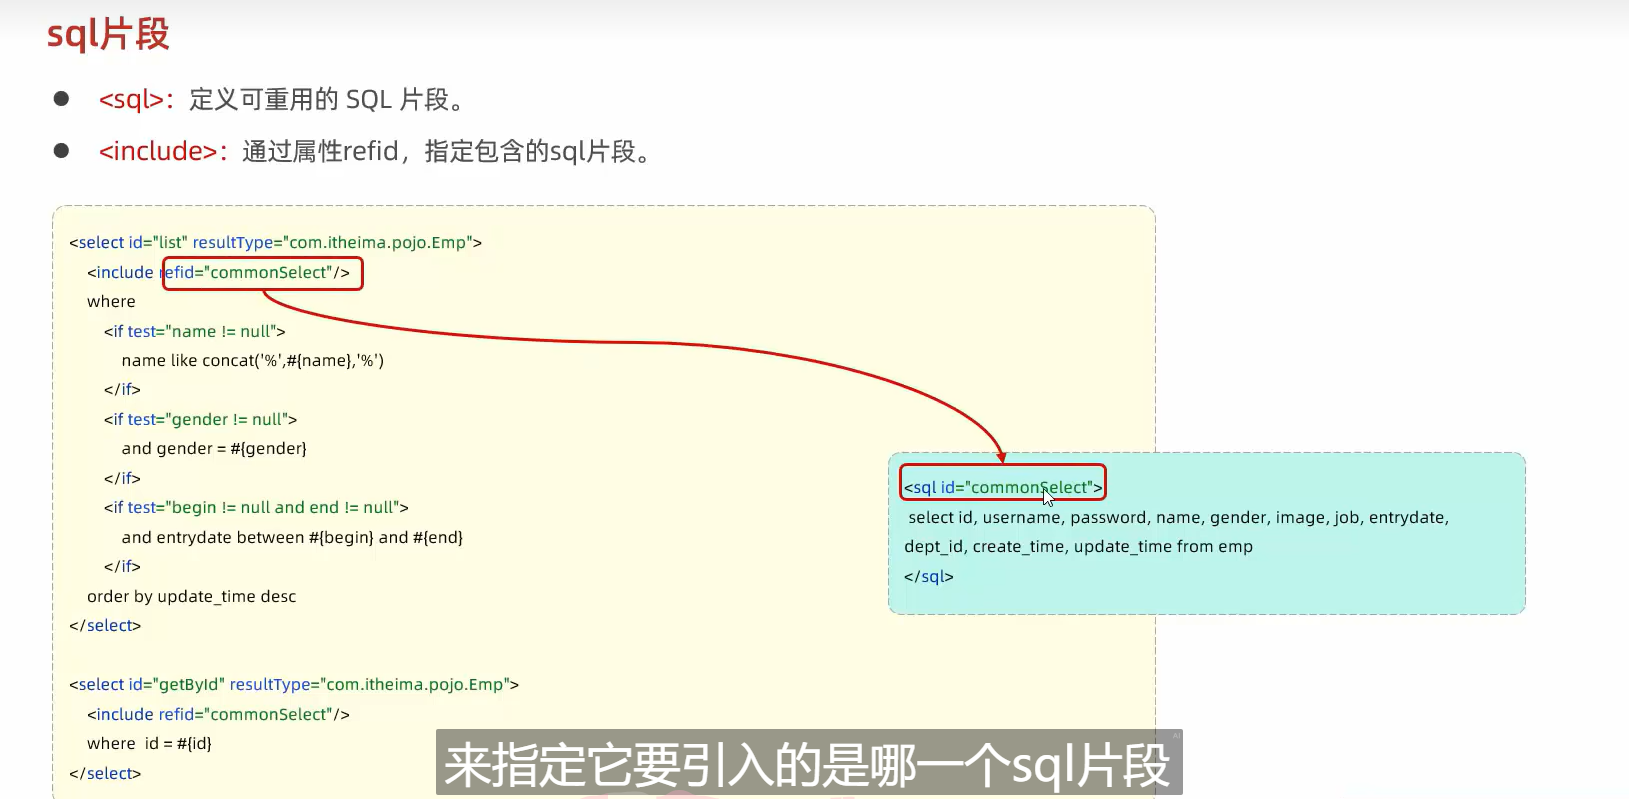 sql片段
● <sql>：定义可重用的 SQL 片段。
● <include>：通过属性refid，指定包含的sql片段。
<select id="list" resultType="com.itheima.pojo.Emp">
<include refid="commonSelect"/>
where
<if test="name != null">
name like concat('%',#{name},'%')
</if>
<if test="gender != null">
and gender = #{gender}
</if>
<if test="begin != null and end != null">
and entrydate between #{begin} and #{end}
</if>
order by update_time desc
</select>
<select id="getById" resultType="com.itheima.pojo.Emp">
<include refid="commonSelect"/>
where  id = #{id}
</select>
<sql id="commonSelect">
select id, username, password, name, gender, image, job, entrydate,
dept_id, create_time, update_time from emp
</sql>
来指定它要引入的是哪一个sql片段
AI